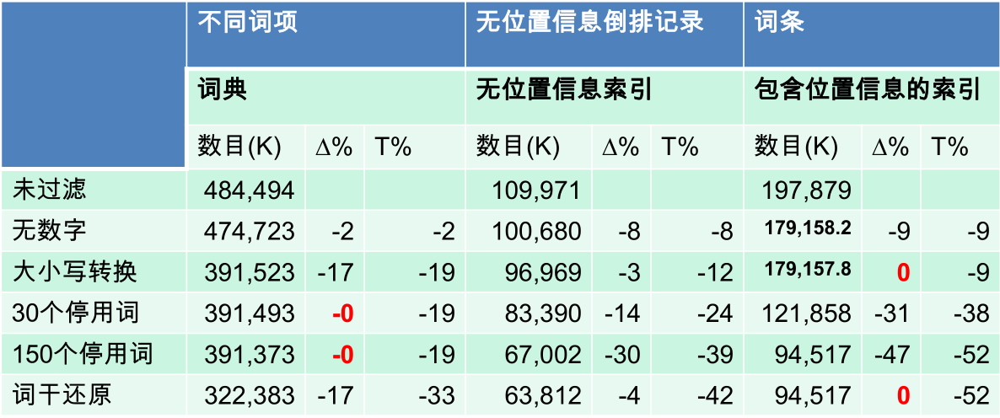 不同词项 无位置信息倒排记录 词条
词典 无位置信息索引 包含位置信息的索引
数目(K) Δ% T% 数目(K) Δ% T% 数目(K) Δ% T%
未过滤 484,494 109,971 197,879
无数字 474,723 -2 -2 100,680 -8 -8 179,158.2 -9 -9
大小写转换 391,523 -17 -19 96,969 -3 -12 179,157.8 0 -9
30个停用词 391,493 -0 -19 83,390 -14 -24 121,858 -31 -38
150个停用词 391,373 -0 -19 67,002 -30 -39 94,517 -47 -52
词干还原 322,383 -17 -33 63,812 -4 -42 94,517 0 -52